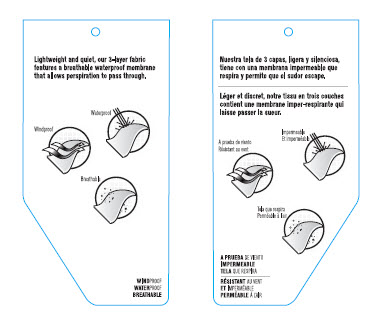 Lightweight and quiet, our 3-layer fabric
features a breathable waterproof membrane
that allows perspiration to pass through.
Waterproof
Windproof
Breathable
WINDPROOF
WATERPROOF
BREATHABLE
Nuestra tela de 3 capas, ligera y silenciosa,
tiene con una membrana impermeable que
respira y permite que el sudor escape.
Léger et discret, notre tissu en trois couches
contient une membrane imper-respirante qui
laisse passer la sueur.
Impermeable
Et imperméable
A prueba de viento
Résistant au vent
Tela que respira
Perméable à l'air
A PRUEBA DE VIENTO
IMPERMEABLE
TELA QUE RESPIRA
RÉSISTANT AU VENT
ET IMPERMÉABLE
PERMÉABLE À L'AIR